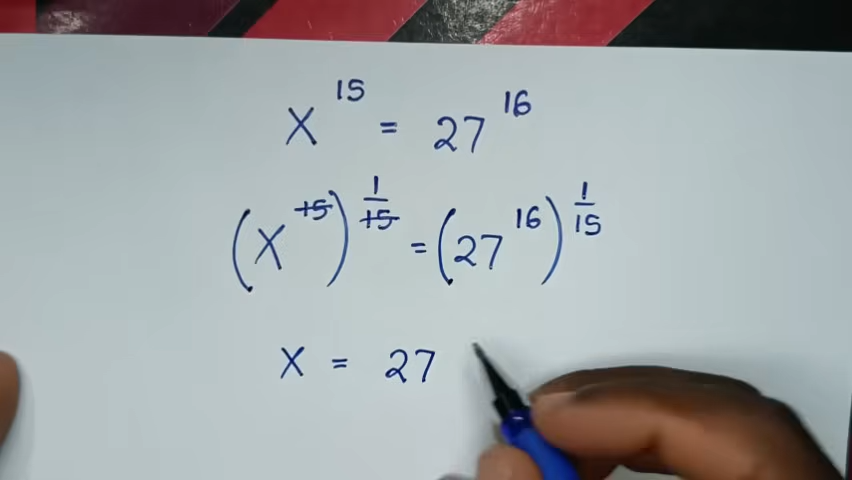 x^15 = 27^16
(x^15)^(1/15) = (27^16)^(1/15)
x = 27